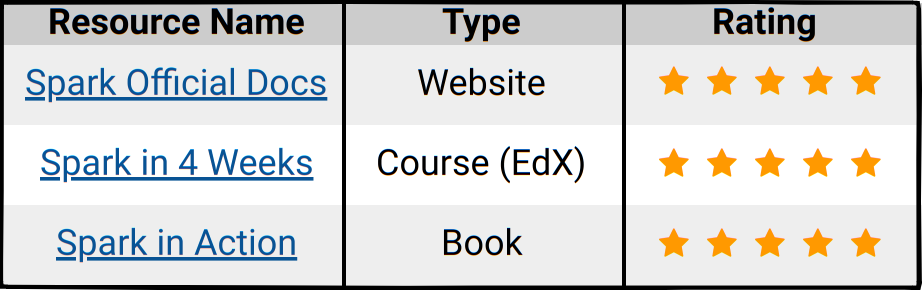 Resource Name Type Rating
Spark Official Docs Website
Spark in 4 Weeks Course (EdX)
Spark in Action Book